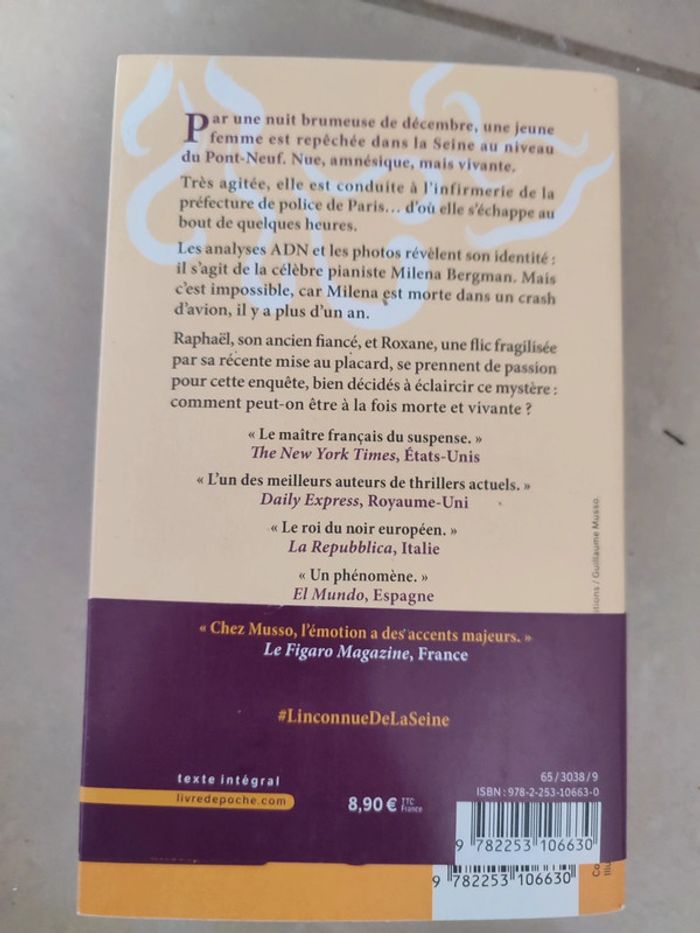 Par une nuit brumeuse de décembre, une jeune
femme est repêchée dans la Seine au niveau
du Pont-Neuf. Nue, amnésique, mais vivante.
Très agitée, elle est conduite à l'infirmerie de la
préfecture de police de Paris… d'où elle s'échappe au
bout de quelques heures.
Les analyses ADN et les photos révèlent son identité :
il s'agit de la célèbre pianiste Milena Bergman. Mais
c'est impossible, car Milena est morte dans un crash
d'avion, il y a plus d'un an.
Raphaël, son ancien fiancé, et Roxane, une flic fragilisée
par sa récente mise au placard, se prennent de passion
pour cette enquête, bien décidés à éclaircir ce mystère :
comment peut-on être à la fois morte et vivante ?
« Le maître français du suspense. »
The New York Times, États-Unis
« L'un des meilleurs auteurs de thrillers actuels. »
Daily Express, Royaume-Uni
« Le roi du noir européen. »
La Repubblica, Italie
« Un phénomène. »
El Mundo, Espagne
« Chez Musso, l'émotion a des accents majeurs. »
Le Figaro Magazine, France
#LinconnueDeLaSeine
texte intégral
livredepoche.com
8,90 € TTC
France
65/3038/9
ISBN : 978-2-253-10663-0
9 782253 106630
9 782253 106630
/ Guillaume Musso.